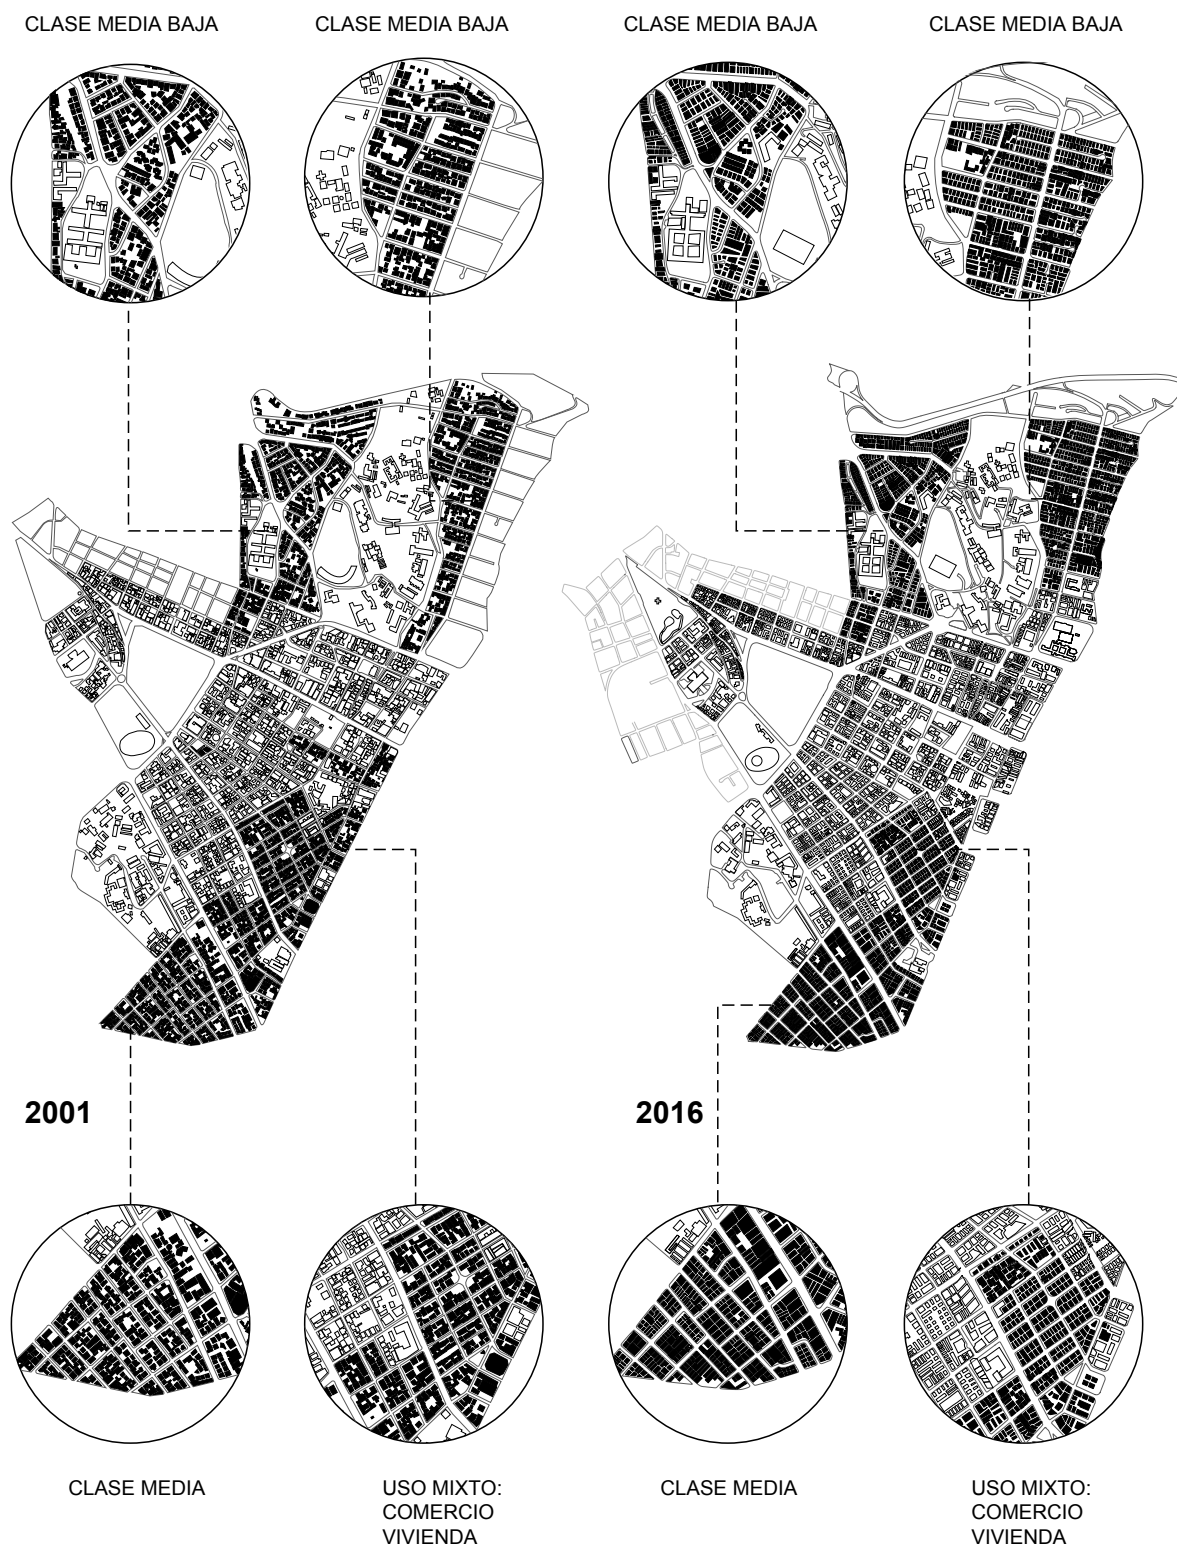 CLASE MEDIA BAJA
CLASE MEDIA BAJA
CLASE MEDIA BAJA
CLASE MEDIA BAJA
2001
2016
CLASE MEDIA
USO MIXTO:
COMERCIO
VIVIENDA
CLASE MEDIA
USO MIXTO:
COMERCIO
VIVIENDA